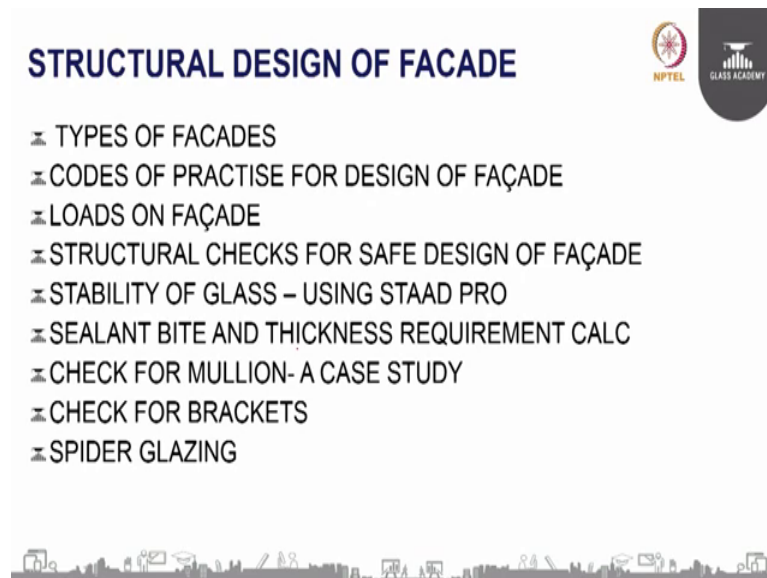 STRUCTURAL DESIGN OF FACADE
NPTEL
GLASS ACADEMY
TYPES OF FACADES
CODES OF PRACTISE FOR DESIGN OF FAÇADE
LOADS ON FAÇADE
STRUCTURAL CHECKS FOR SAFE DESIGN OF FAÇADE
STABILITY OF GLASS – USING STAAD PRO
SEALANT BITE AND THICKNESS REQUIREMENT CALC
CHECK FOR MULLION- A CASE STUDY
CHECK FOR BRACKETS
SPIDER GLAZING